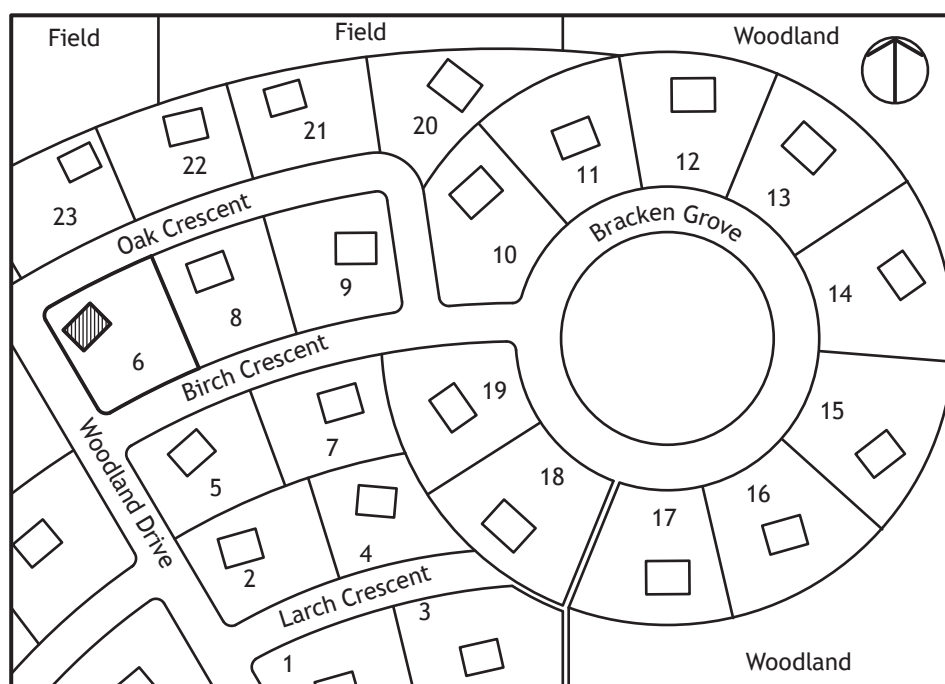 Field
Field
Woodland
20
21
22
23
11
12
13
Oak Crescent
Bracken Grove
10
14
9
8
6
Birch Crescent
19
15
7
5
Woodland Drive
18
16
17
4
2
Larch Crescent
3
1
Woodland